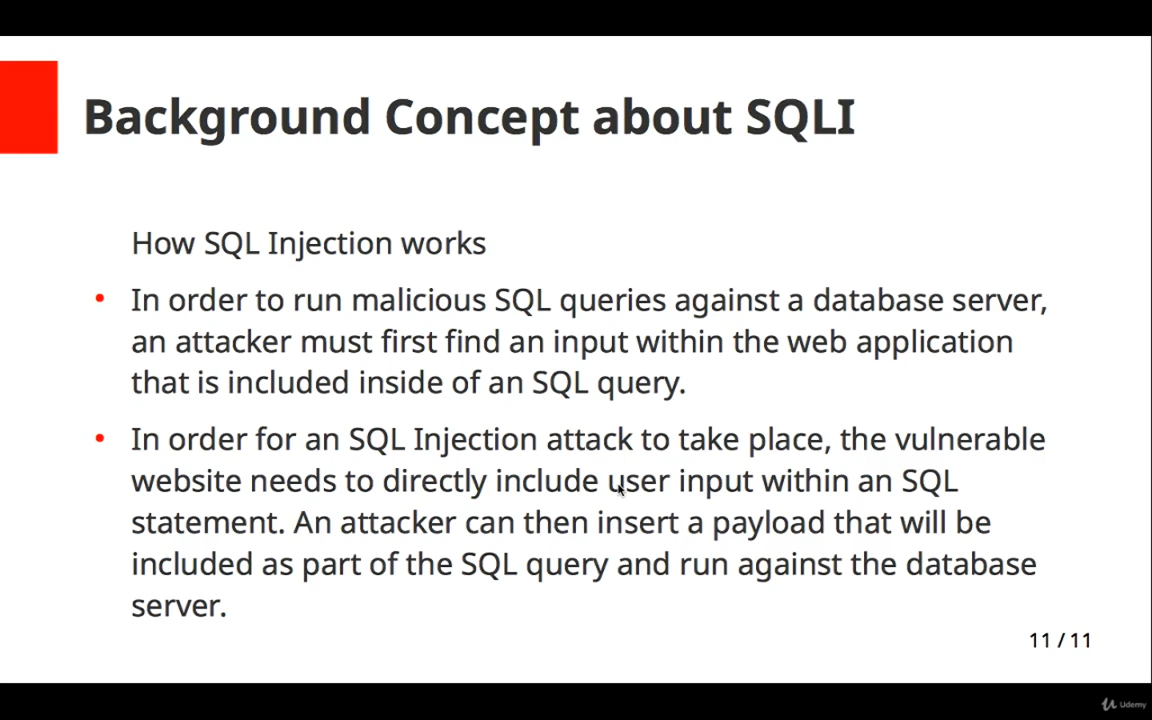 Background Concept about SQLI
How SQL Injection works
• In order to run malicious SQL queries against a database server,
an attacker must first find an input within the web application
that is included inside of an SQL query.
• In order for an SQL Injection attack to take place, the vulnerable
website needs to directly include user input within an SQL
statement. An attacker can then insert a payload that will be
included as part of the SQL query and run against the database
server.
11 / 11
Udemy